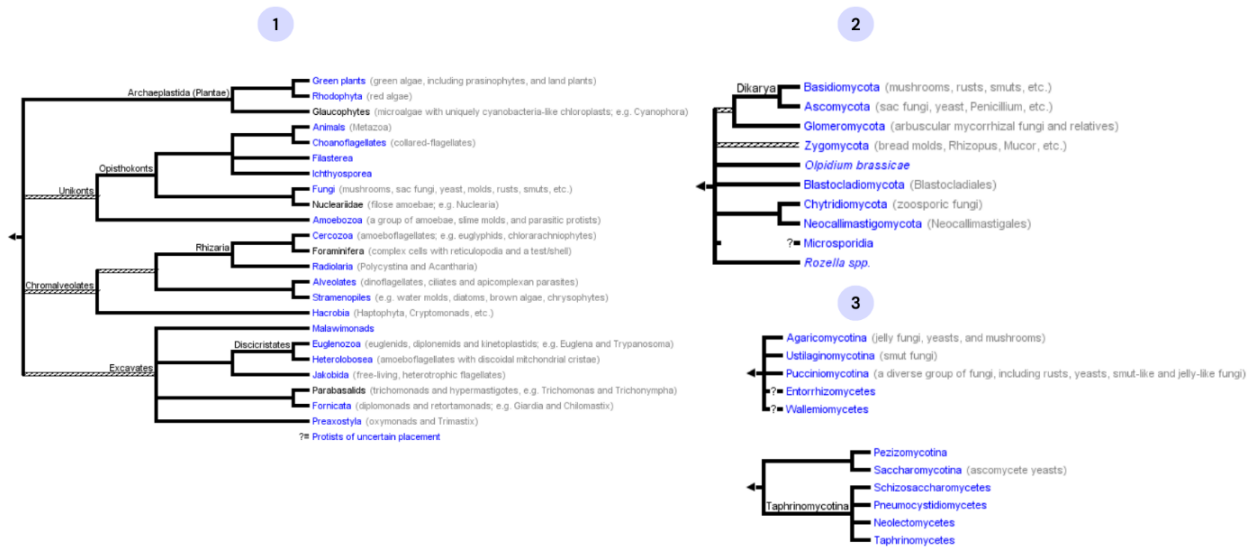 1
Archaeplastida (Plantae)
Green plants (green algae, including prasinophytes, and land plants)
Rhodophyta (red algae)
Glaucophytes (microalgae with uniquely cyanobacteria-like chloroplasts; e.g. Cyanophora)
Unikonts
Opisthokonts
Animals (Metazoa)
Choanoflagellates (collared-flagellates)
Filasterea
Ichthyosporea
Fungi (mushrooms, sac fungi, yeast, molds, rusts, smuts, etc.)
Nucleariidae (filose amoebae; e.g. Nuclearia)
Amoebozoa (a group of amoebae, slime molds, and parasitic protists)
Chromalveolates
Rhizaria
Cercozoa (amoeboflagellates; e.g. euglyphids, chlorarachniophytes)
Foraminifera (complex cells with reticulopodia and a test/shell)
Radiolaria (Polycystina and Acantharia)
Alveolates (dinoflagellates, ciliates and apicomplexan parasites)
Stramenopiles (e.g. water molds, diatoms, brown algae, chrysophytes)
Hacrobia (Haptophyta, Cryptomonads, etc.)
Excavates
Malawimonads
Discicristates
Euglenozoa (euglenids, diplonemids and kinetoplastids; e.g. Euglena and Trypanosoma)
Heterolobosea (amoeboflagellates with discoidal mitchondrial cristae)
Jakobida (free-living, heterotrophic flagellates)
Parabasalids (trichomonads and hypermastigotes, e.g. Trichomonas and Trichonympha)
Fornicata (diplomonads and retortamonads; e.g. Giardia and Chilomastix)
Preaxostyla (oxymonads and Trimastix)
?= Protists of uncertain placement
2
Dikarya
Basidiomycota (mushrooms, rusts, smuts, etc.)
Ascomycota (sac fungi, yeast, Penicillium, etc.)
Glomeromycota (arbuscular mycorrhizal fungi and relatives)
Zygomycota (bread molds, Rhizopus, Mucor, etc.)
Olpidium brassicae
Blastocladiomycota (Blastocladiales)
Chytridiomycota (zoosporic fungi)
Neocallimastigomycota (Neocallimastigales)
? Microsporidia
Rozella spp.
3
Agaricomycotina (jelly fungi, yeasts, and mushrooms)
Ustilaginomycotina (smut fungi)
Pucciniomycotina (a diverse group of fungi, including rusts, yeasts, smut-like and jelly-like fungi)
? Entorrhizomycetes
? Wallemiomycetes
Pezizomycotina
Saccharomycotina (ascomycete yeasts)
Taphrinomycotina
Schizosaccharomycetes
Pneumocystidiomycetes
Neolectomycetes
Taphrinomycetes